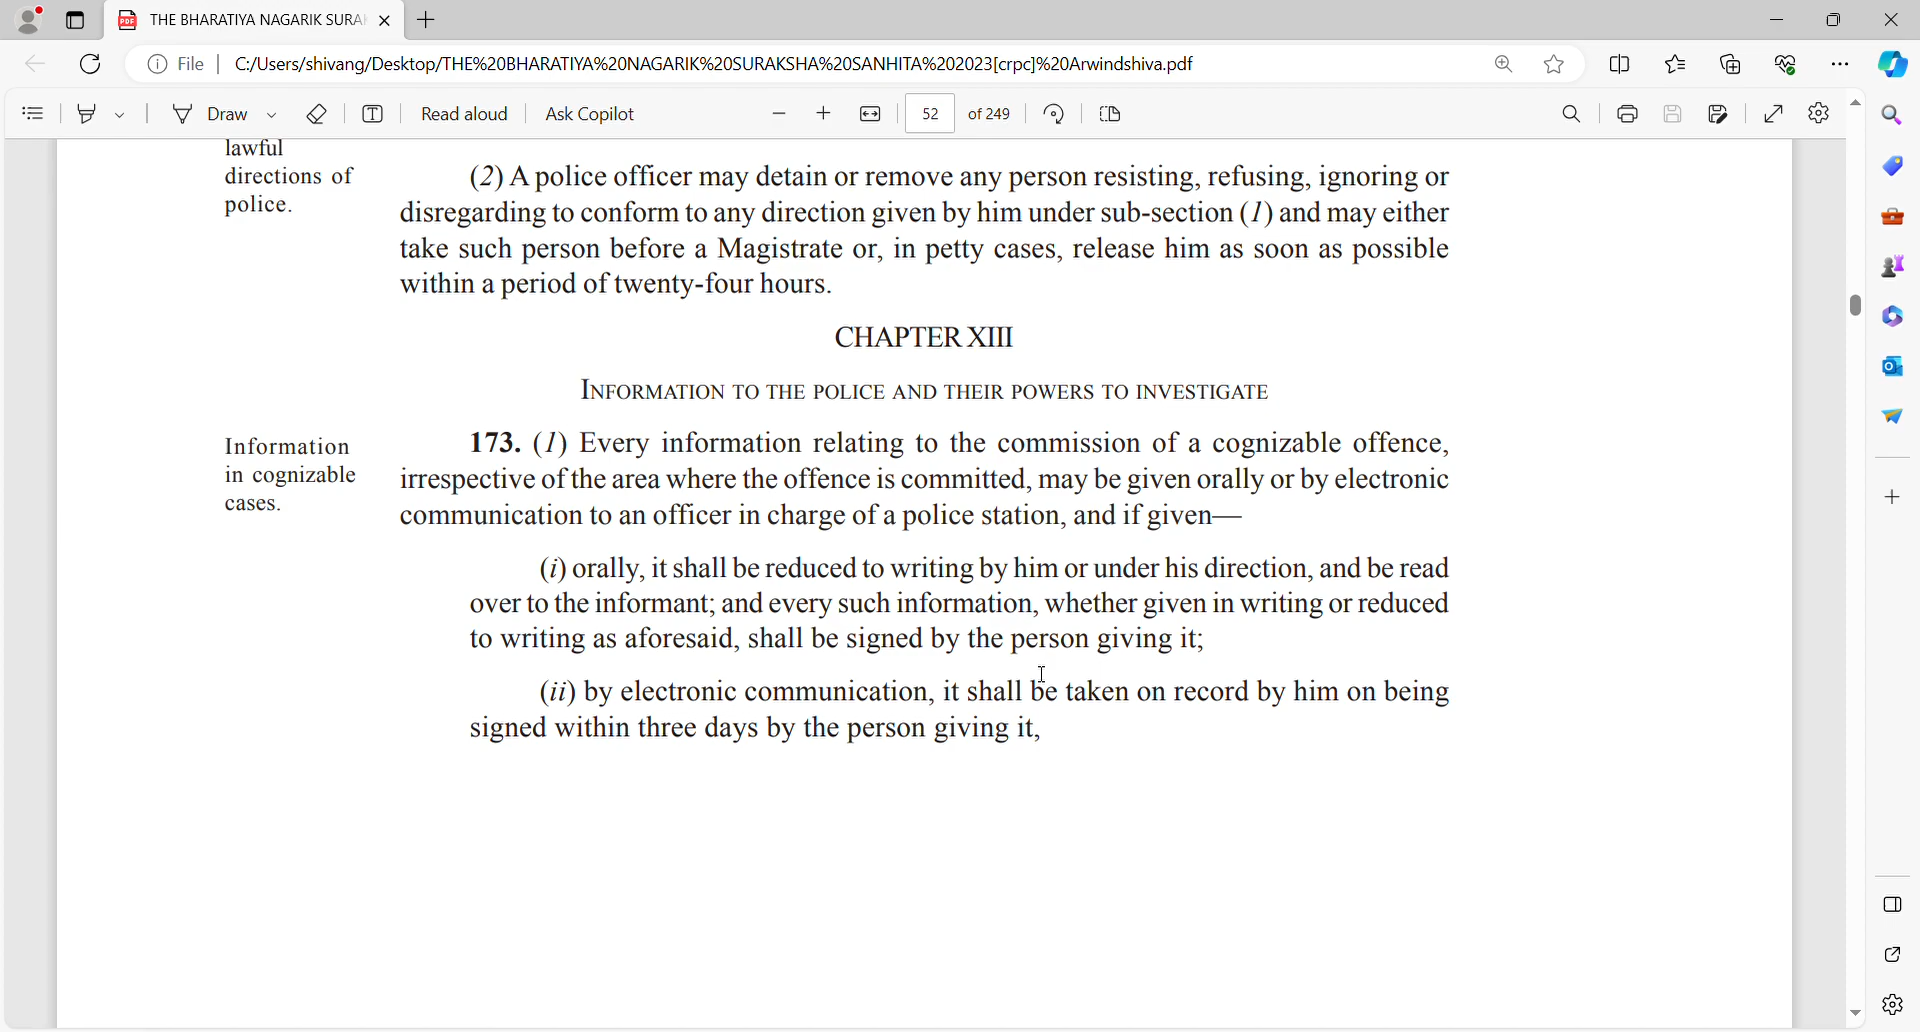 THE BHARATIYA NAGARIK SURAK
File
C:/Users/shivang/Desktop/THE%20BHARATIYA%20NAGARIK%20SURAKSHA%20SANHITA%202023[crpc]%20Arwindshiva.pdf
Draw
Read aloud
Ask Copilot
52 of 249
lawful
directions of
police.
(2) A police officer may detain or remove any person resisting, refusing, ignoring or
disregarding to conform to any direction given by him under sub-section (1) and may either
take such person before a Magistrate or, in petty cases, release him as soon as possible
within a period of twenty-four hours.
CHAPTER XIII
INFORMATION TO THE POLICE AND THEIR POWERS TO INVESTIGATE
Information
in cognizable
cases.
173. (1) Every information relating to the commission of a cognizable offence,
irrespective of the area where the offence is committed, may be given orally or by electronic
communication to an officer in charge of a police station, and if given—
(i) orally, it shall be reduced to writing by him or under his direction, and be read
over to the informant; and every such information, whether given in writing or reduced
to writing as aforesaid, shall be signed by the person giving it;
(ii) by electronic communication, it shall be taken on record by him on being
signed within three days by the person giving it,